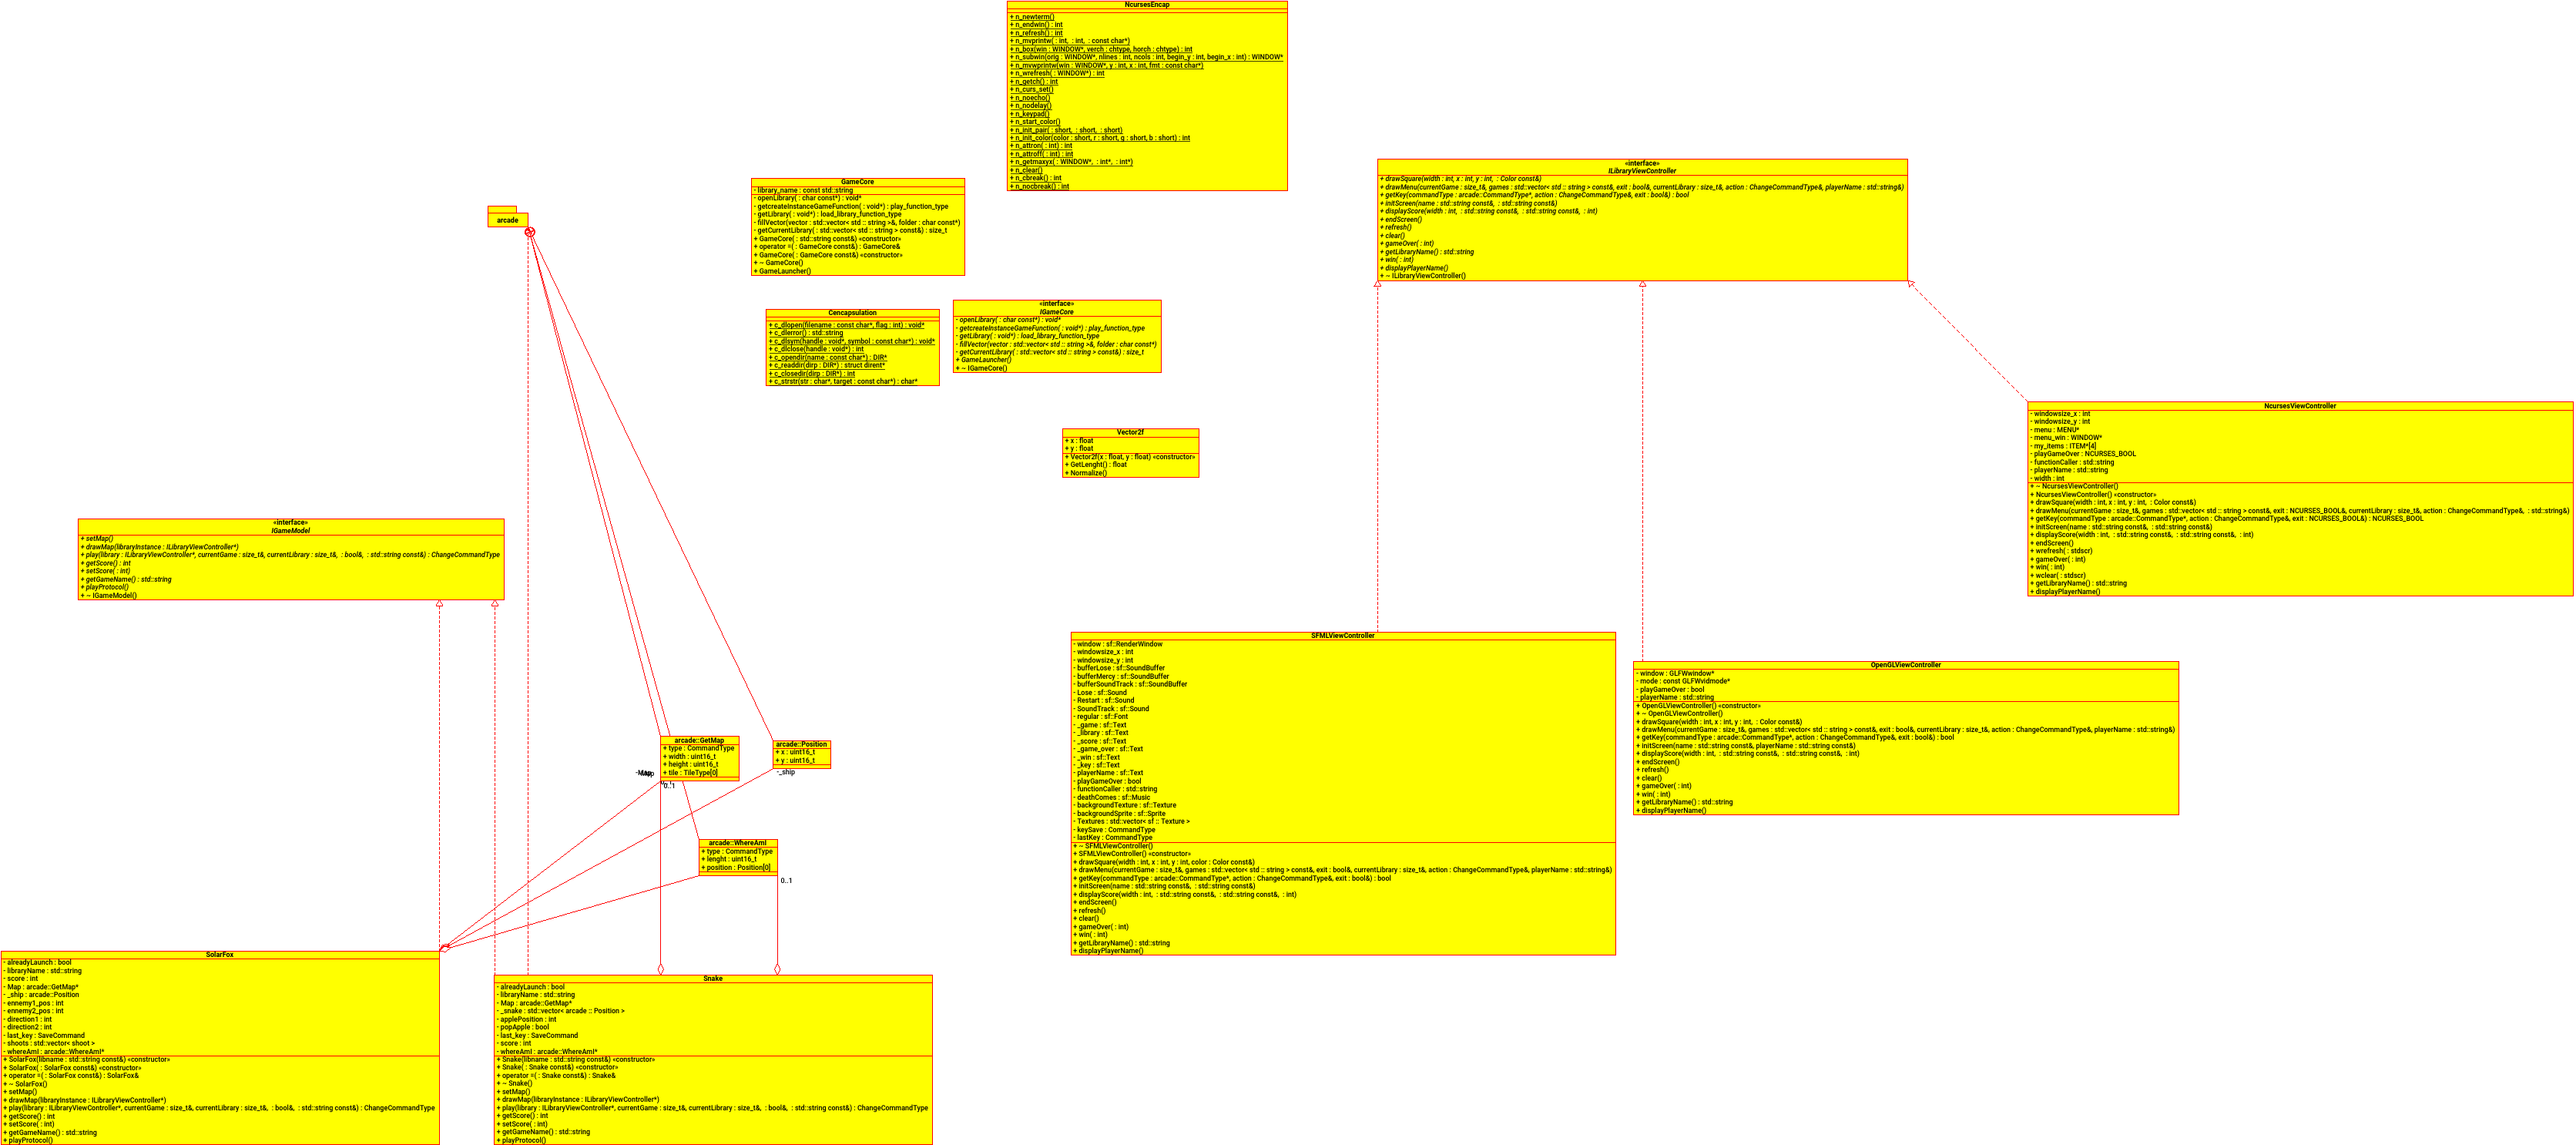 NcursesEncap
+ n_newterm()
+ n_endwin() : int
+ n_refresh() : int
+ n_mvprintw( : int,  : int,  : const char*)
+ n_box(win : WINDOW*, verch : chtype, horch : chtype) : int
+ n_subwin(orig : WINDOW*, nlines : int, ncols : int, begin_y : int, begin_x : int) : WINDOW*
+ n_mvwprintw(win : WINDOW*, y : int, x : int, fmt : const char*)
+ n_wrefresh( : WINDOW*) : int
+ n_getch() : int
+ n_curs_set()
+ n_noecho()
+ n_nodelay()
+ n_keypad()
+ n_start_color()
+ n_init_pair( : short,  : short,  : short)
+ n_init_color(color : short, r : short, g : short, b : short) : int
+ n_attron( : int) : int
+ n_attroff( : int) : int
+ n_getmaxyx( : WINDOW*,  : int*,  : int*)
+ n_clear()
+ n_cbreak() : int
+ n_nocbreak() : int
«interface»
ILibraryViewController
+ drawSquare(width : int, x : int, y : int,  : Color const&)
+ drawMenu(currentGame : size_t&, games : std::vector< std :: string > const&, exit : bool&, currentLibrary : size_t&, action : ChangeCommandType&, playerName : std::string&)
+ getKey(commandType : arcade::CommandType*, action : ChangeCommandType&, exit : bool&) : bool
+ initScreen(name : std::string const&,  : std::string const&)
+ displayScore(width : int,  : std::string const&,  : std::string const&,  : int)
+ endScreen()
+ refresh()
+ clear()
+ gameOver( : int)
+ getLibraryName() : std::string
+ win( : int)
+ displayPlayerName()
+ ~ ILibraryViewController()
GameCore
- library_name : const std::string
- openLibrary( : char const*) : void*
- getcreateInstanceGameFunction( : void*) : play_function_type
- getLibrary( : void*) : load_library_function_type
- fillVector(vector : std::vector< std :: string >&, folder : char const*)
- getCurrentLibrary( : std::vector< std :: string > const&) : size_t
+ GameCore( : std::string const&) «constructor»
+ operator =( : GameCore const&) : GameCore&
+ GameCore( : GameCore const&) «constructor»
+ ~ GameCore()
+ GameLauncher()
arcade
Cencapsulation
+ c_dlopen(filename : const char*, flag : int) : void*
+ c_dlerror() : std::string
+ c_dlsym(handle : void*, symbol : const char*) : void*
+ c_dlclose(handle : void*) : int
+ c_opendir(name : const char*) : DIR*
+ c_readdir(dirp : DIR*) : struct dirent*
+ c_closedir(dirp : DIR*) : int
+ c_strstr(str : char*, target : const char*) : char*
«interface»
IGameCore
- openLibrary( : char const*) : void*
- getcreateInstanceGameFunction( : void*) : play_function_type
- getLibrary( : void*) : load_library_function_type
- fillVector(vector : std::vector< std :: string >&, folder : char const*)
- getCurrentLibrary( : std::vector< std :: string > const&) : size_t
+ GameLauncher()
+ ~ IGameCore()
Vector2f
+ x : float
+ y : float
+ Vector2f(x : float, y : float) «constructor»
+ GetLenght() : float
+ Normalize()
NcursesViewController
- windowsize_x : int
- windowsize_y : int
- menu : MENU*
- menu_win : WINDOW*
- my_items : ITEM*[4]
- playGameOver : NCURSES_BOOL
- functionCaller : std::string
- playerName : std::string
- width : int
+ ~ NcursesViewController()
+ NcursesViewController() «constructor»
+ drawSquare(width : int, x : int, y : int,  : Color const&)
+ drawMenu(currentGame : size_t&, games : std::vector< std :: string > const&, exit : NCURSES_BOOL&, currentLibrary : size_t&, action : ChangeCommandType&,  : std::string&)
+ getKey(commandType : arcade::CommandType*, action : ChangeCommandType&, exit : NCURSES_BOOL&) : NCURSES_BOOL
+ initScreen(name : std::string const&,  : std::string const&)
+ displayScore(width : int,  : std::string const&,  : std::string const&,  : int)
+ endScreen()
+ wrefresh( : stdscr)
+ gameOver( : int)
+ win( : int)
+ wclear( : stdscr)
+ getLibraryName() : std::string
+ displayPlayerName()
«interface»
IGameModel
+ setMap()
+ drawMap(libraryInstance : ILibraryViewController*)
+ play(library : ILibraryViewController*, currentGame : size_t&, currentLibrary : size_t&,  : bool&,  : std::string const&) : ChangeCommandType
+ getScore() : int
+ setScore( : int)
+ getGameName() : std::string
+ playProtocol()
+ ~ IGameModel()
SFMLViewController
- window : sf::RenderWindow
- windowsize_x : int
- windowsize_y : int
- bufferLose : sf::SoundBuffer
- bufferMercy : sf::SoundBuffer
- bufferSoundTrack : sf::SoundBuffer
- Lose : sf::Sound
- Restart : sf::Sound
- SoundTrack : sf::Sound
- regular : sf::Font
- _game : sf::Text
- _library : sf::Text
- _score : sf::Text
- _game_over : sf::Text
- _win : sf::Text
- _key : sf::Text
- playerName : sf::Text
- playGameOver : bool
- functionCaller : std::string
- deathComes : sf::Music
- backgroundTexture : sf::Texture
- backgroundSprite : sf::Sprite
- Textures : std::vector< sf :: Texture >
- keySave : CommandType
- lastKey : CommandType
+ ~ SFMLViewController()
+ SFMLViewController() «constructor»
+ drawSquare(width : int, x : int, y : int, color : Color const&)
+ drawMenu(currentGame : size_t&, games : std::vector< std :: string > const&, exit : bool&, currentLibrary : size_t&, action : ChangeCommandType&, playerName : std::string&)
+ getKey(commandType : arcade::CommandType*, action : ChangeCommandType&, exit : bool&) : bool
+ initScreen(name : std::string const&,  : std::string const&)
+ displayScore(width : int,  : std::string const&,  : std::string const&,  : int)
+ endScreen()
+ refresh()
+ clear()
+ gameOver( : int)
+ win( : int)
+ getLibraryName() : std::string
+ displayPlayerName()
OpenGLViewController
- window : GLFWwindow*
- mode : const GLFWvidmode*
- playGameOver : bool
- playerName : std::string
+ OpenGLViewController() «constructor»
+ ~ OpenGLViewController()
+ drawSquare(width : int, x : int, y : int,  : Color const&)
+ drawMenu(currentGame : size_t&, games : std::vector< std :: string > const&, exit : bool&, currentLibrary : size_t&, action : ChangeCommandType&, playerName : std::string&)
+ getKey(commandType : arcade::CommandType*, action : ChangeCommandType&, exit : bool&) : bool
+ initScreen(name : std::string const&, playerName : std::string const&)
+ displayScore(width : int,  : std::string const&,  : std::string const&,  : int)
+ endScreen()
+ refresh()
+ clear()
+ gameOver( : int)
+ win( : int)
+ getLibraryName() : std::string
+ displayPlayerName()
arcade::GetMap
+ type : CommandType
+ width : uint16_t
+ height : uint16_t
+ tile : TileType[0]
-Map
0..1
arcade::Position
+ x : uint16_t
+ y : uint16_t
-_ship
arcade::WhereAmI
+ type : CommandType
+ lenght : uint16_t
+ position : Position[0]
0..1
SolarFox
- alreadyLaunch : bool
- libraryName : std::string
- score : int
- Map : arcade::GetMap*
- _ship : arcade::Position
- ennemy1_pos : int
- ennemy2_pos : int
- direction1 : int
- direction2 : int
- last_key : SaveCommand
- shoots : std::vector< shoot >
- whereAmI : arcade::WhereAmI*
+ SolarFox(libname : std::string const&) «constructor»
+ SolarFox( : SolarFox const&) «constructor»
+ operator =( : SolarFox const&) : SolarFox&
+ ~ SolarFox()
+ setMap()
+ drawMap(libraryInstance : ILibraryViewController*)
+ play(library : ILibraryViewController*, currentGame : size_t&, currentLibrary : size_t&,  : bool&,  : std::string const&) : ChangeCommandType
+ getScore() : int
+ setScore( : int)
+ getGameName() : std::string
+ playProtocol()
Snake
- alreadyLaunch : bool
- libraryName : std::string
- Map : arcade::GetMap*
- _snake : std::vector< arcade :: Position >
- applePosition : int
- popApple : bool
- last_key : SaveCommand
- score : int
- whereAmI : arcade::WhereAmI*
+ Snake(libname : std::string const&) «constructor»
+ Snake( : Snake const&) «constructor»
+ operator =( : Snake const&) : Snake&
+ ~ Snake()
+ setMap()
+ drawMap(libraryInstance : ILibraryViewController*)
+ play(library : ILibraryViewController*, currentGame : size_t&, currentLibrary : size_t&,  : bool&,  : std::string const&) : ChangeCommandType
+ getScore() : int
+ setScore( : int)
+ getGameName() : std::string
+ playProtocol()